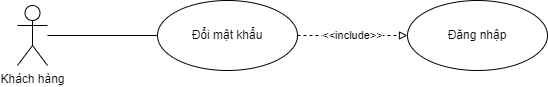 Đổi mật khẩu
<<include>>
Đăng nhập
Khách hàng